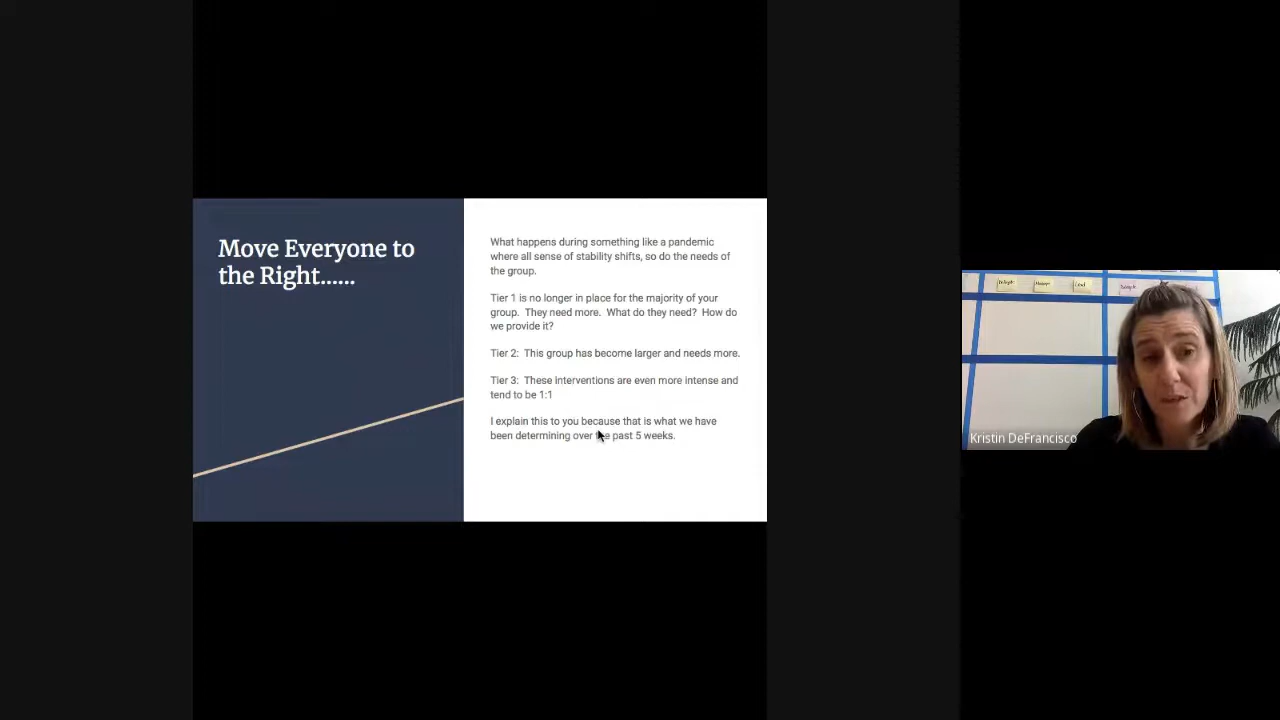 Move Everyone to
the Right......
What happens during something like a pandemic
where all sense of stability shifts, so do the needs of
the group.
Tier 1 is no longer in place for the majority of your
group.  They need more.  What do they need?  How do
we provide it?
Tier 2:  This group has become larger and needs more.
Tier 3:  These interventions are even more intense and
tend to be 1:1
I explain this to you because that is what we have
been determining over the past 5 weeks.
Kristin DeFrancisco